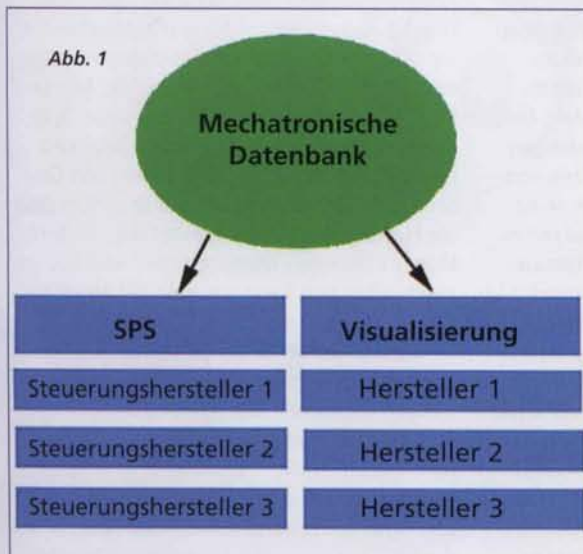 Abb. 1
Mechatronische
Datenbank
SPS
Visualisierung
Steuerungshersteller 1
Hersteller 1
Steuerungshersteller 2
Hersteller 2
Steuerungshersteller 3
Hersteller 3